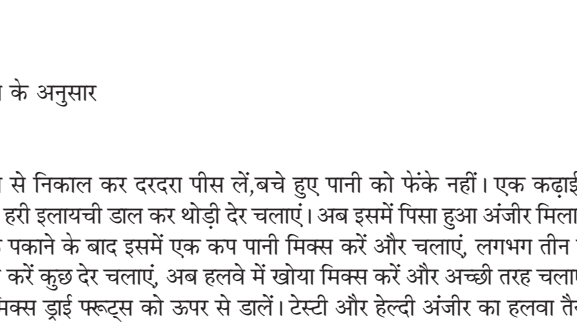 के अनुसार
से निकाल कर दरदरा पीस लें,बचे हुए पानी को फेंके नहीं। एक कढ़ाई
हरी इलायची डाल कर थोड़ी देर चलाएं। अब इसमें पिसा हुआ अंजीर मिला
पकाने के बाद इसमें एक कप पानी मिक्स करें और चलाएं, लगभग तीन
करें कुछ देर चलाएं, अब हलवे में खोया मिक्स करें और अच्छी तरह
ड्राई फ्रूट्स को ऊपर से डालें। टेस्टी और हेल्दी अंजीर का हलवा